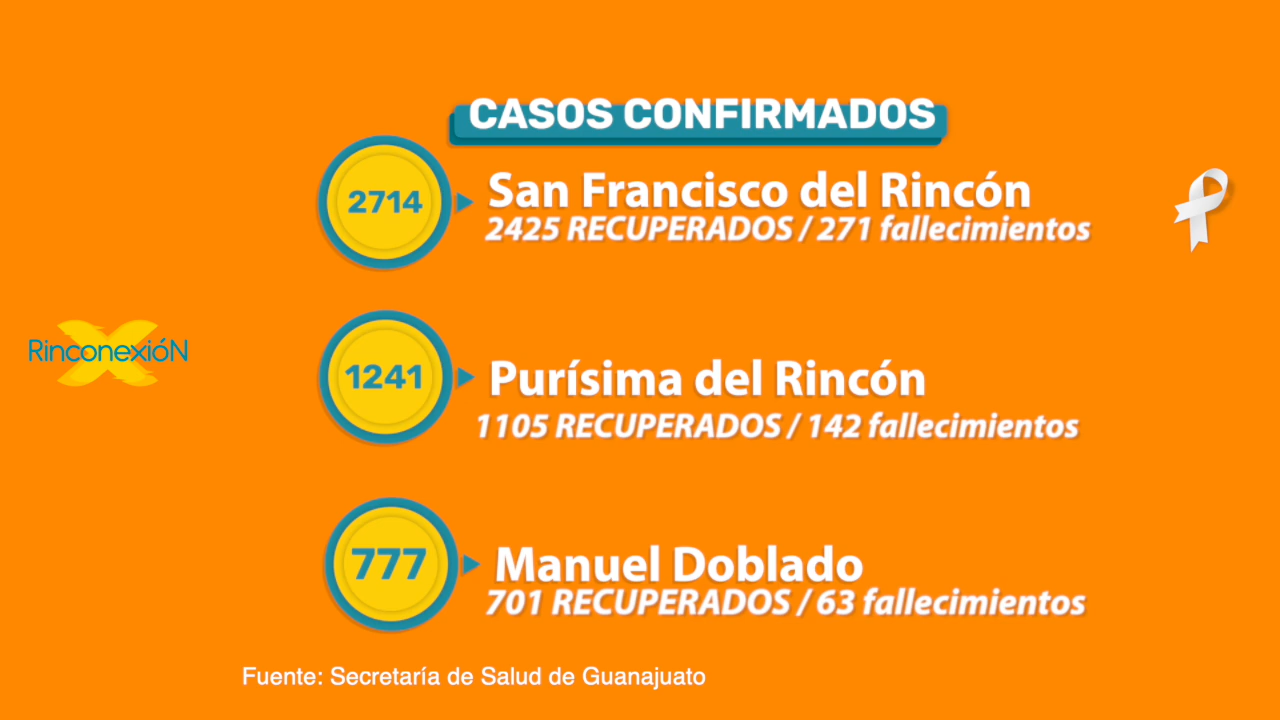 CASOS CONFIRMADOS
2714
San Francisco del Rincón
2425 RECUPERADOS / 271 fallecimientos
RinconexióN
1241
Purísima del Rincón
1105 RECUPERADOS / 142 fallecimientos
777
Manuel Doblado
701 RECUPERADOS / 63 fallecimientos
Fuente: Secretaría de Salud de Guanajuato